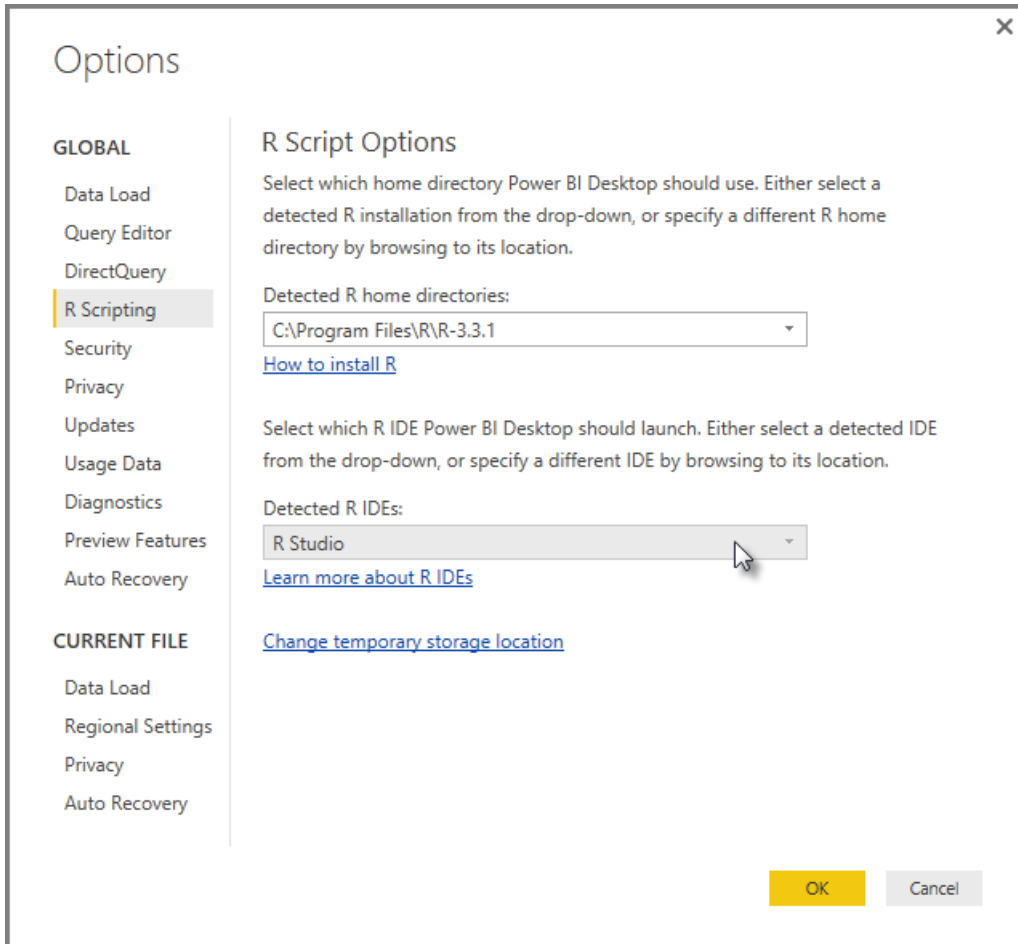 Options
GLOBAL
Data Load
Query Editor
DirectQuery
R Scripting
Security
Privacy
Updates
Usage Data
Diagnostics
Preview Features
Auto Recovery
CURRENT FILE
Data Load
Regional Settings
Privacy
Auto Recovery
R Script Options
Select which home directory Power BI Desktop should use. Either select a
detected R installation from the drop-down, or specify a different R home
directory by browsing to its location.
Detected R home directories:
C:\Program Files\R\R-3.3.1
How to install R
Select which R IDE Power BI Desktop should launch. Either select a detected IDE
from the drop-down, or specify a different IDE by browsing to its location.
Detected R IDEs:
R Studio
Learn more about R IDEs
Change temporary storage location
OK
Cancel